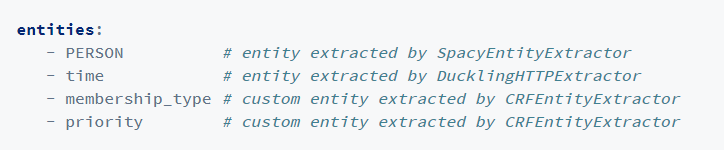 entities:
- PERSON # entity extracted by SpacyEntityExtractor
- time # entity extracted by DucklingHTTPExtractor
- membership_type # custom entity extracted by CRFEntityExtractor
- priority # custom entity extracted by CRFEntityExtractor